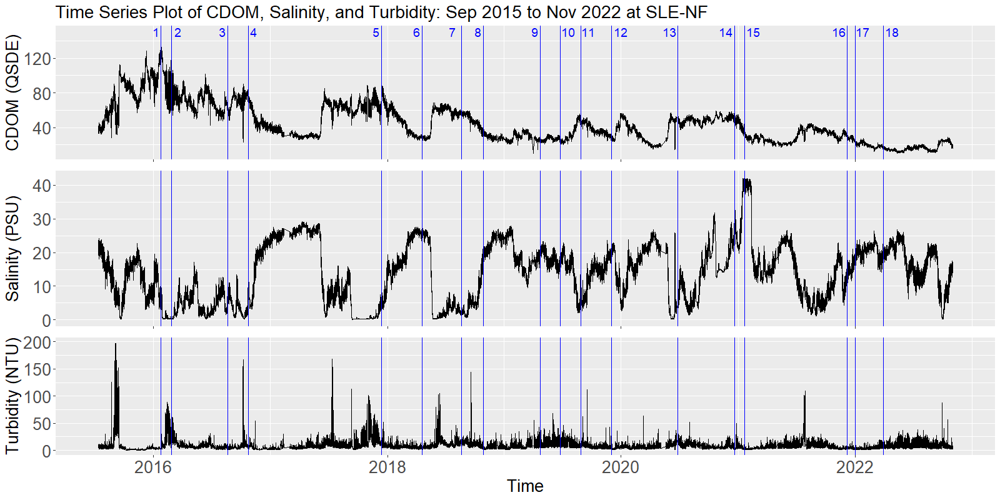 Time Series Plot of CDOM, Salinity, and Turbidity: Sep 2015 to Nov 2022 at SLE-NF
1 2 3 4 5 6 7 8 9 10 11 12 13 14 15 16 17 18
CDOM (QSDE)
120
80
40
Salinity (PSU)
40
30
20
10
0
Turbidity (NTU)
200
150
100
50
0
2016 2018 2020 2022
Time